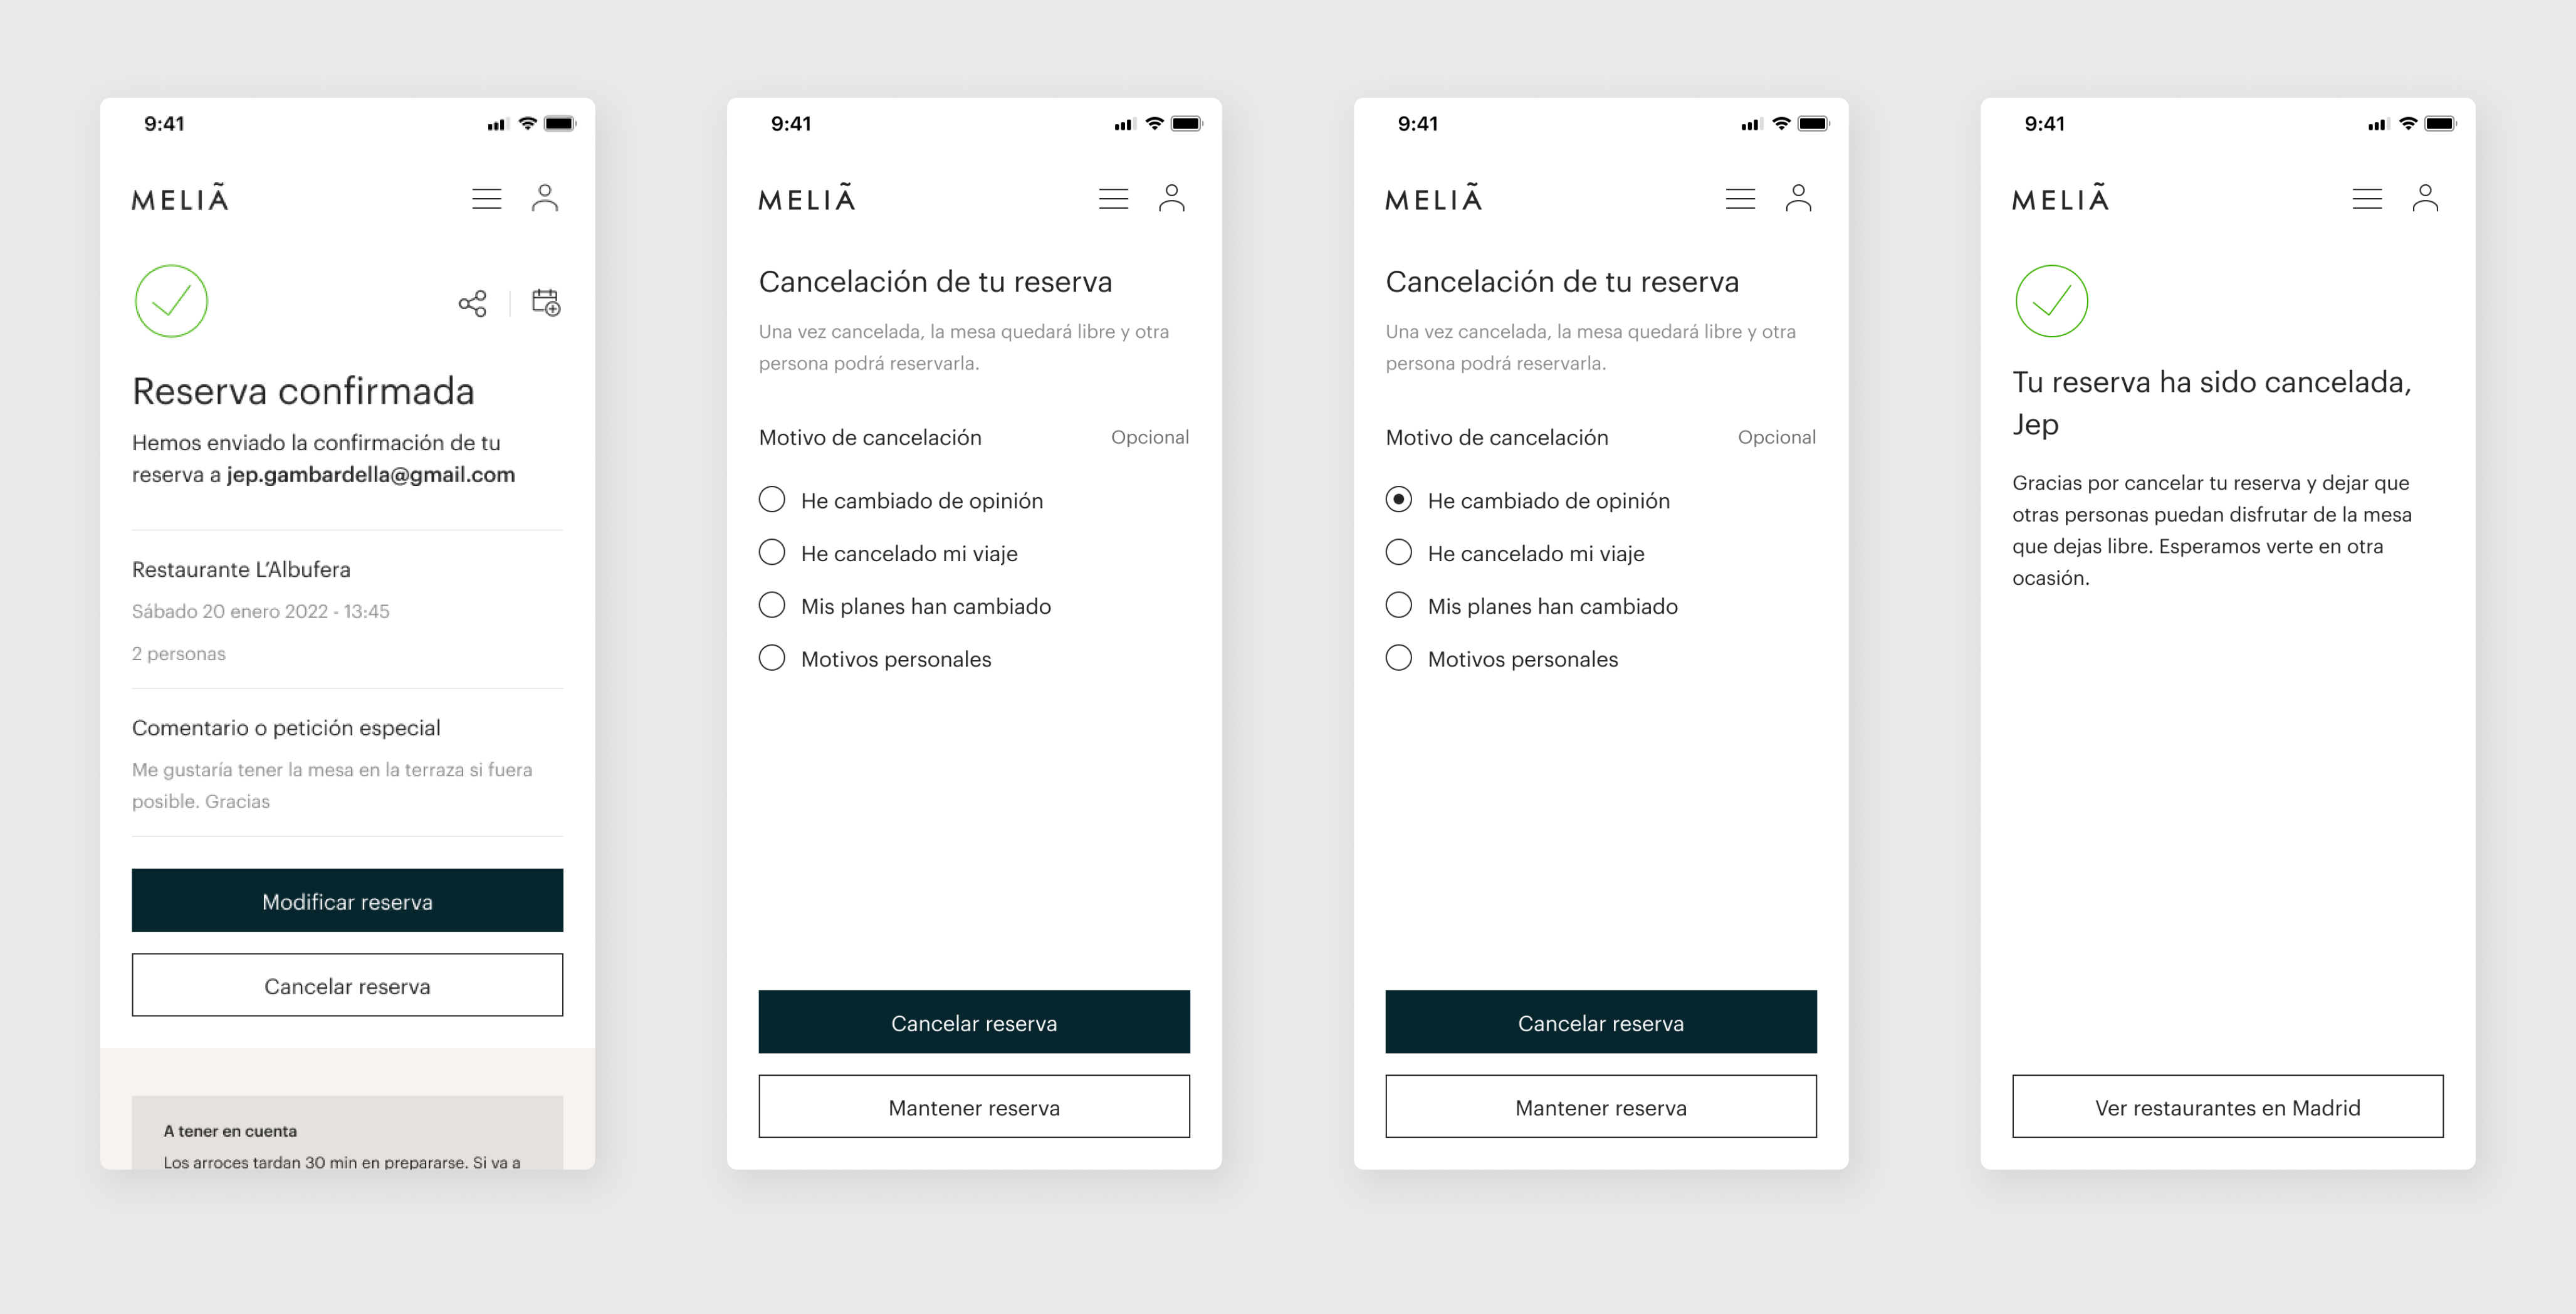 9:41
MELIÃ
Reserva confirmada
Hemos enviado la confirmación de tu
reserva a jep.gambardella@gmail.com
Restaurante L’Albufera
Sábado 20 enero 2022 - 13:45
2 personas
Comentario o petición especial
Me gustaría tener la mesa en la terraza si fuera
posible. Gracias
Modificar reserva
Cancelar reserva
A tener en cuenta
Los arroces tardan 30 min en prepararse. Si va a
9:41
MELIÃ
Cancelación de tu reserva
Una vez cancelada, la mesa quedará libre y otra
persona podrá reservarla.
Motivo de cancelación Opcional
He cambiado de opinión
He cancelado mi viaje
Mis planes han cambiado
Motivos personales
Cancelar reserva
Mantener reserva
9:41
MELIÃ
Cancelación de tu reserva
Una vez cancelada, la mesa quedará libre y otra
persona podrá reservarla.
Motivo de cancelación Opcional
He cambiado de opinión
He cancelado mi viaje
Mis planes han cambiado
Motivos personales
Cancelar reserva
Mantener reserva
9:41
MELIÃ
Tu reserva ha sido cancelada,
Jep
Gracias por cancelar tu reserva y dejar que
otras personas puedan disfrutar de la mesa
que dejas libre. Esperamos verte en otra
ocasión.
Ver restaurantes en Madrid